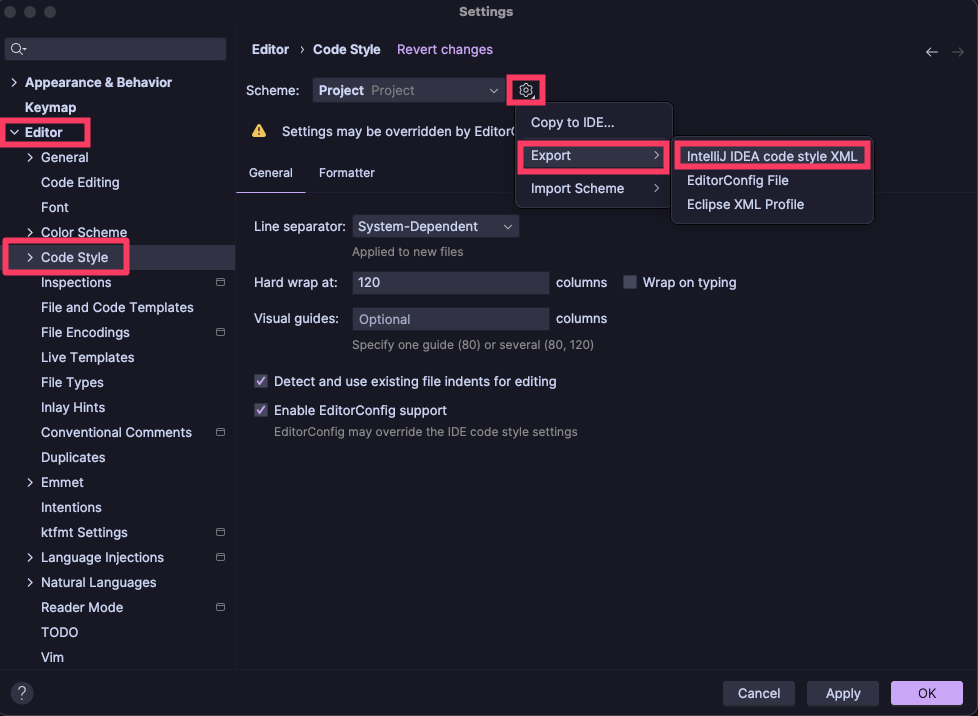 Settings
Appearance & Behavior
Keymap
Editor
General
Code Editing
Font
Color Scheme
Code Style
Inspections
File and Code Templates
File Encodings
Live Templates
File Types
Inlay Hints
Conventional Comments
Duplicates
Emmet
Intentions
ktfmt Settings
Language Injections
Natural Languages
Reader Mode
TODO
Vim
Editor › Code Style Revert changes
Scheme: Project Project
Settings may be overridden by EditorC
Copy to IDE...
Export
Import Scheme
IntelliJ IDEA code style XML
EditorConfig File
Eclipse XML Profile
General Formatter
Line separator: System-Dependent
Applied to new files
Hard wrap at: 120 columns Wrap on typing
Visual guides: Optional columns
Specify one guide (80) or several (80, 120)
Detect and use existing file indents for editing
Enable EditorConfig support
EditorConfig may override the IDE code style settings
? Cancel Apply OK